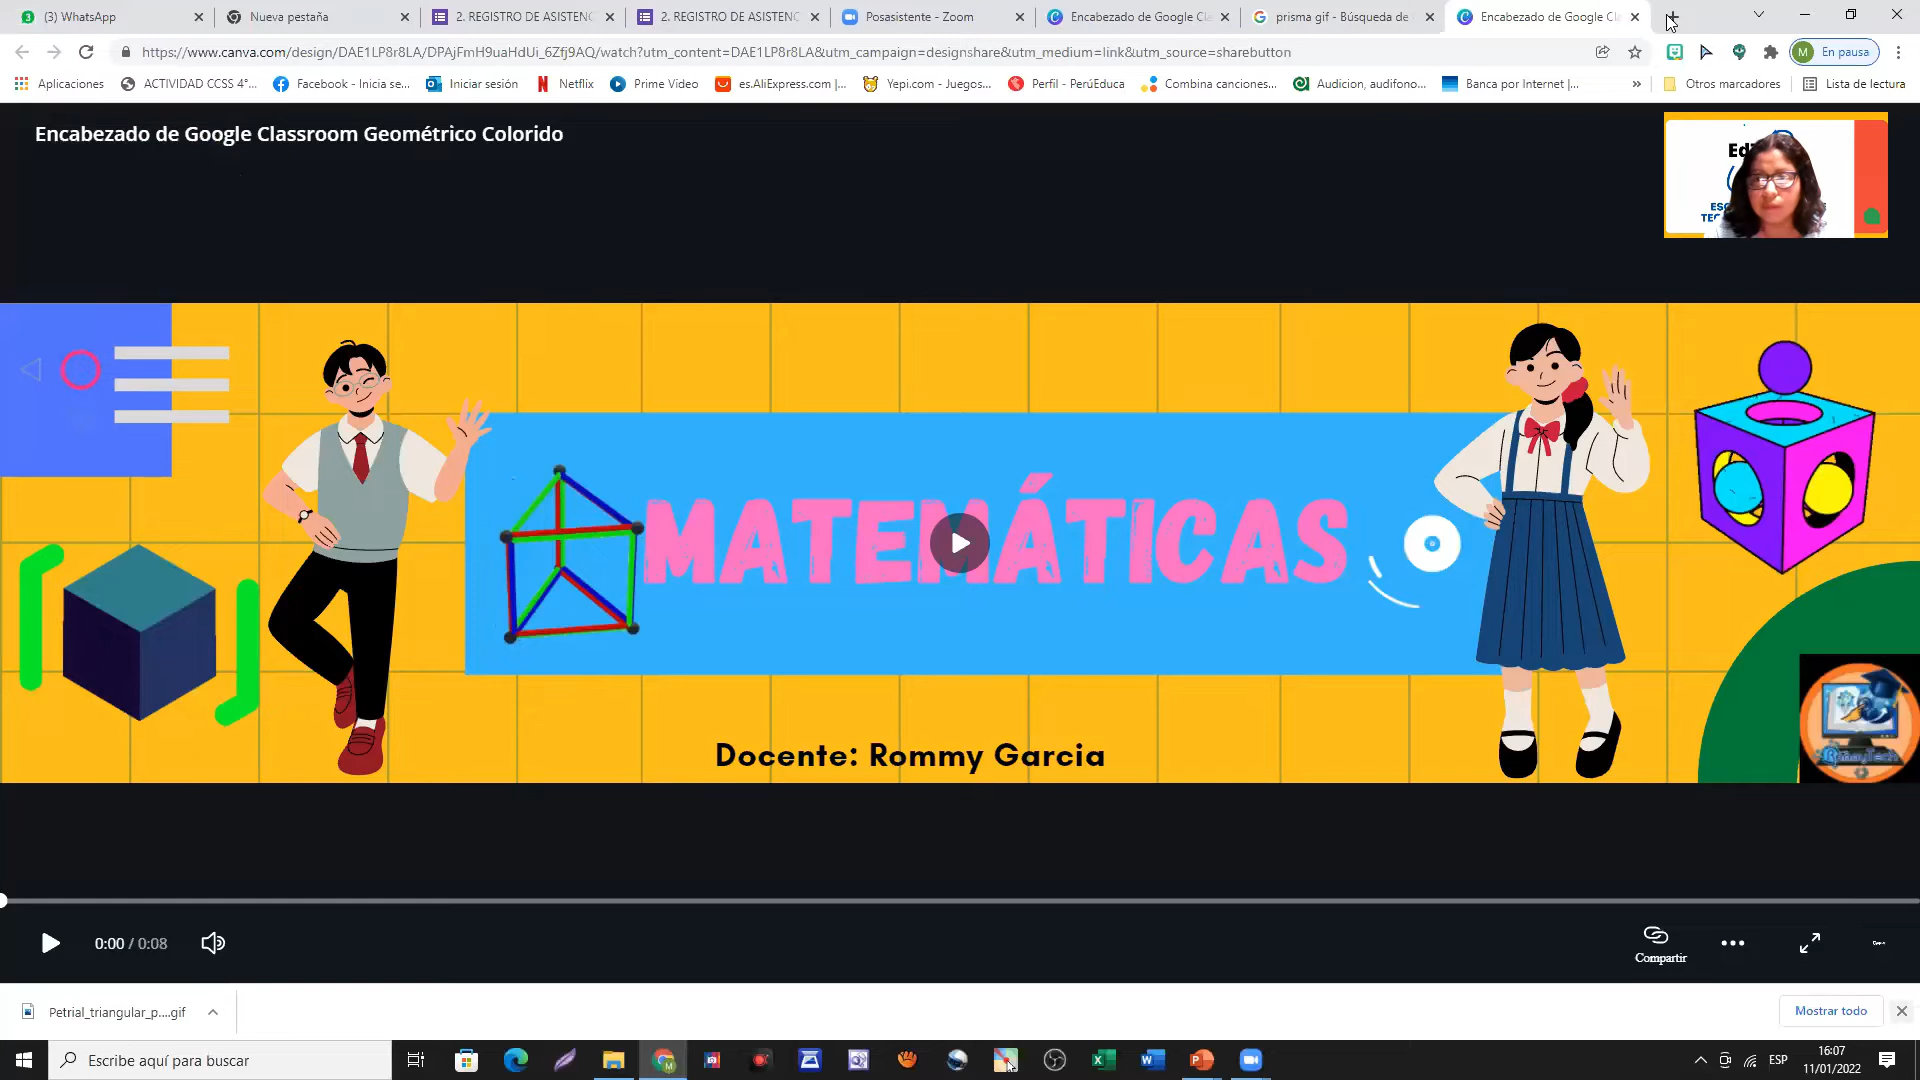 (3) WhatsApp
Nueva pestaña
2. REGISTRO DE ASISTENC
2. REGISTRO DE ASISTENC
Posasistente - Zoom
Encabezado de Google Cl
prisma gif - Búsqueda de
Encabezado de Google Cl
https://www.canva.com/design/DAE1LP8r8LA/DPAjFmH9uaHdUi_6Zfj9AQ/watch?utm_content=DAE1LP8r8LA&utm_campaign=designshare&utm_medium=link&utm_source=sharebutton
M En pausa
Aplicaciones
ACTIVIDAD CCSS 4°...
Facebook - Inicia se...
Iniciar sesión
Netflix
Prime Video
es.AliExpress.com |...
Yepi.com - Juegos...
Perfil - PerúEduca
Combina canciones...
Audicion, audifono...
Banca por Internet |...
»
Otros marcadores
Lista de lectura
Encabezado de Google Classroom Geométrico Colorido
MATEMÁTICAS
Docente: Rommy Garcia
0:00 / 0:08
Compartir
Petrial_triangular_p....gif
Mostrar todo
Escribe aquí para buscar
ESP
16:07
11/01/2022